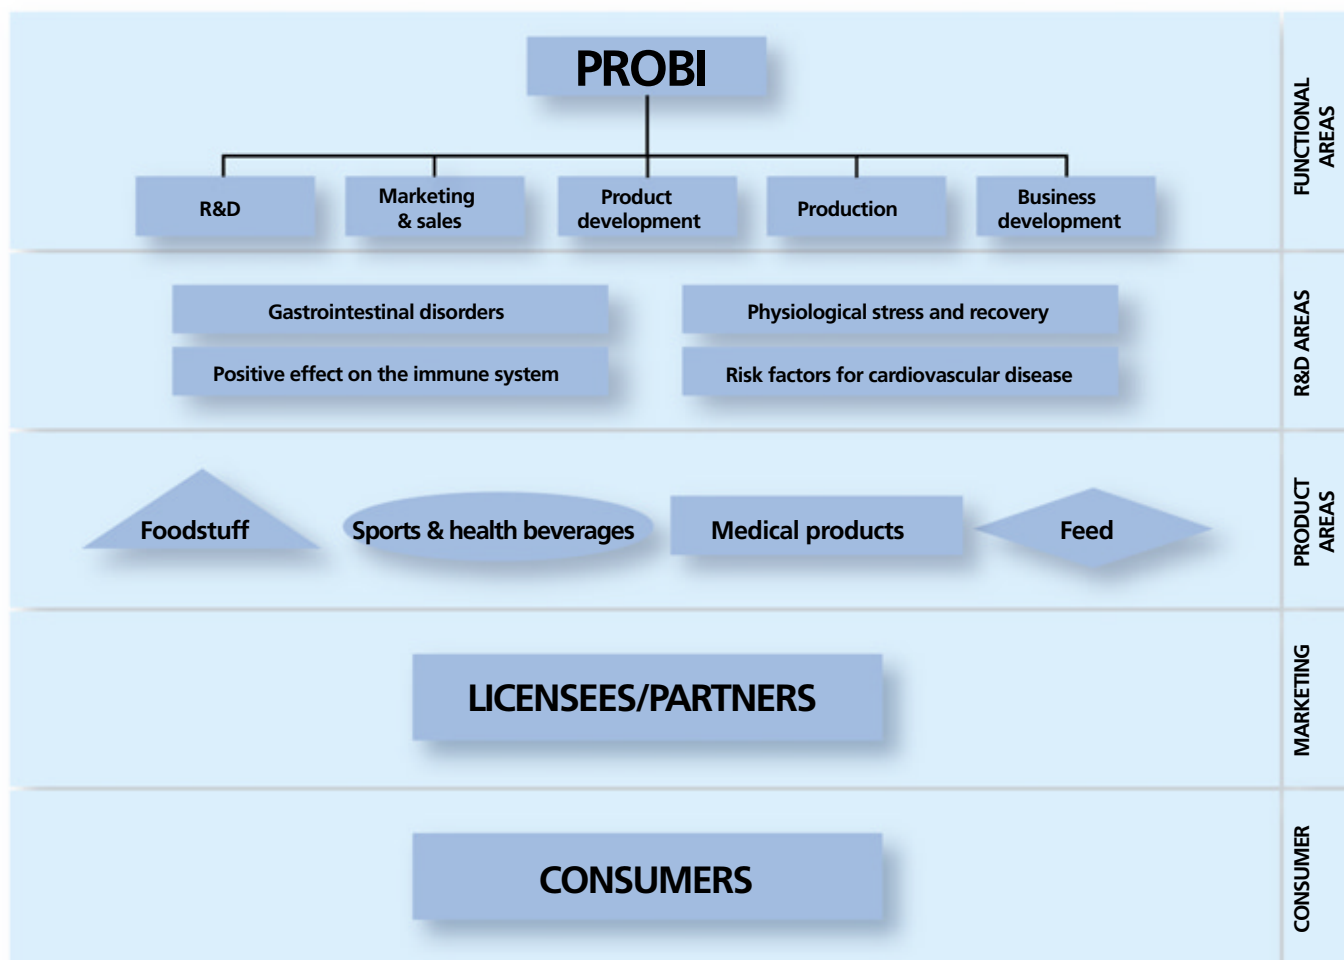 PROBI
R&D
Marketing
& sales
Product
development
Production
Business
development
FUNCTIONAL
AREAS
Gastrointestinal disorders
Physiological stress and recovery
Positive effect on the immune system
Risk factors for cardiovascular disease
R&D AREAS
Foodstuff
Sports & health beverages
Medical products
Feed
PRODUCT
AREAS
LICENSEES/PARTNERS
MARKETING
CONSUMERS
CONSUMER